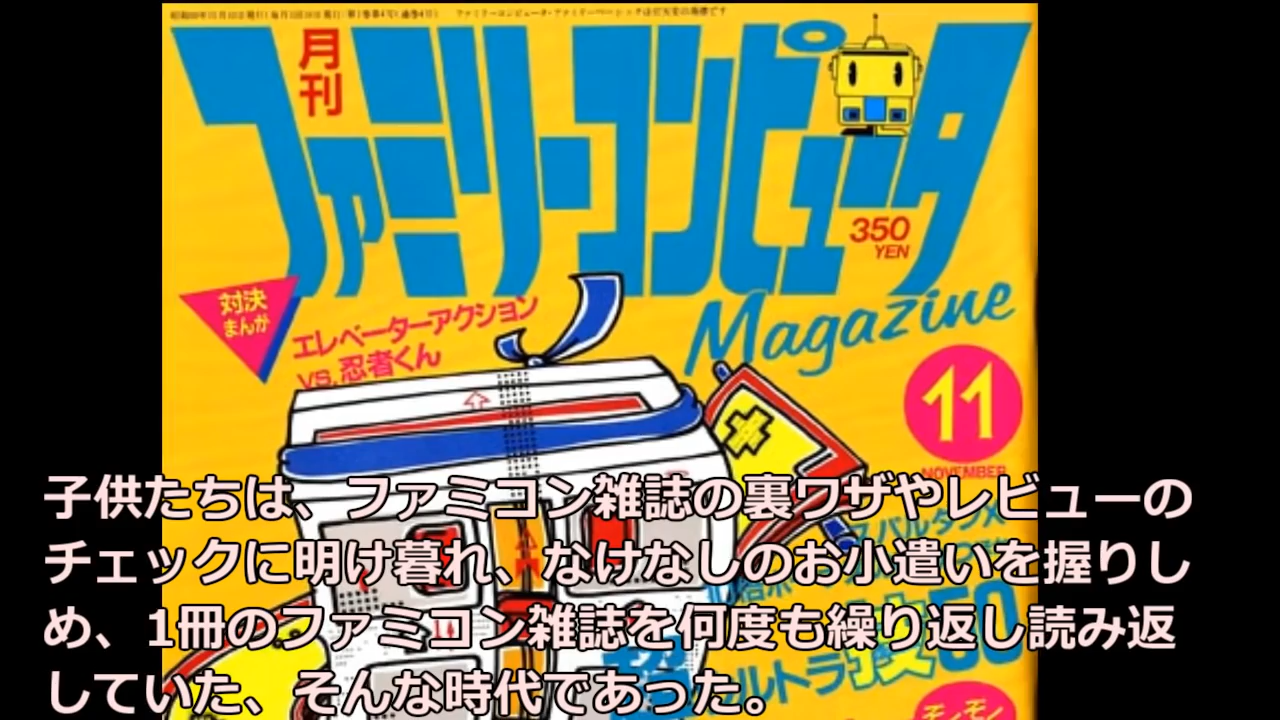 月刊
ファミリーコンピュータ
350
YEN
Magazine
対決
まんが
エレベーターアクション
VS. 忍者くん
11
NOVEMBER
子供たちは、ファミコン雑誌の裏ワザやレビューの
チェックに明け暮れ、なけなしのお小遣いを握りし
め、1冊のファミコン雑誌を何度も繰り返し読み返
していた、そんな時代であった。